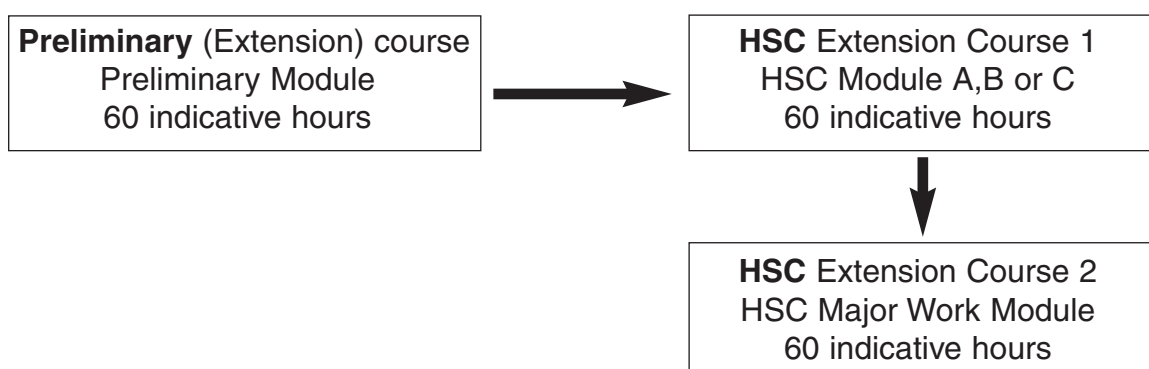 Preliminary (Extension) course
Preliminary Module
60 indicative hours
HSC Extension Course 1
HSC Module A,B or C
60 indicative hours
HSC Extension Course 2
HSC Major Work Module
60 indicative hours